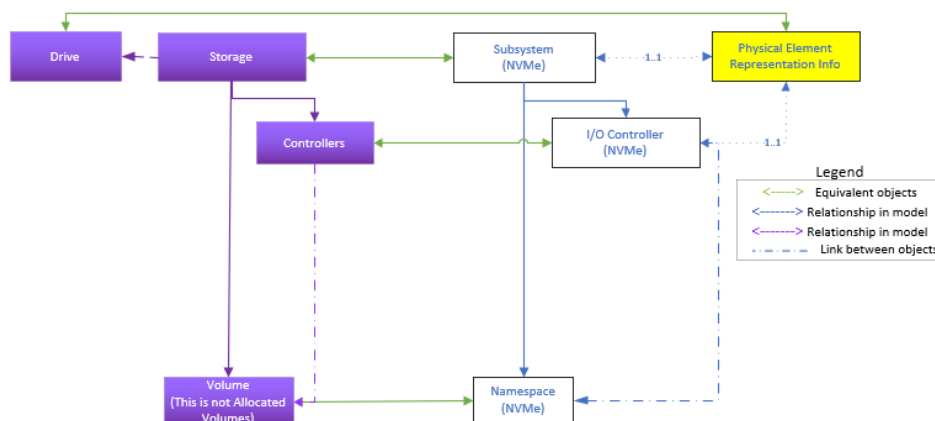 Drive
Storage
Subsystem
(NVMe)
1..1
Physical Element
Representation Info
Controllers
I/O Controller
(NVMe)
1..1
Legend
Equivalent objects
Relationship in model
Relationship in model
Link between objects
Volume
(This is not Allocated
Volumes)
Namespace
(NVMe)